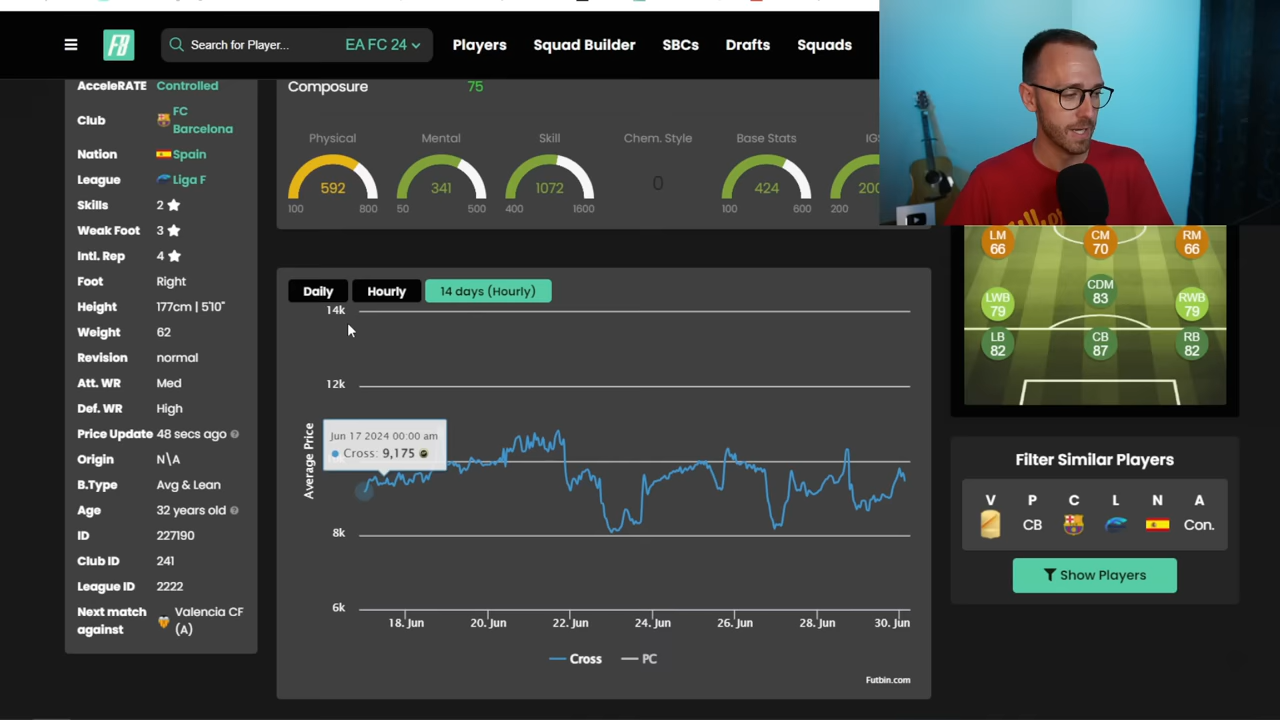 FB
Search for Player...
EA FC 24
Players
Squad Builder
SBCs
Drafts
Squads
AcceleRATE Controlled
Club FC Barcelona
Nation Spain
League Liga F
Skills 2
Weak Foot 3
Intl. Rep 4
Foot Right
Height 177cm | 5'10"
Weight 62
Revision normal
Att. WR Med
Def. WR High
Price Update 48 secs ago
Origin N\A
B.Type Avg & Lean
Age 32 years old
ID 227190
Club ID 241
League ID 2222
Next match against Valencia CF (A)
Composure 75
Physical
592
100 800
Mental
341
50 500
Skill
1072
400 1600
Chem. Style
0
Base Stats
424
100 600
200
Daily
Hourly
14 days (Hourly)
Average Price
14k
12k
8k
6k
Jun 17 2024 00:00 am
Cross: 9,175
18. Jun
20. Jun
22. Jun
24. Jun
26. Jun
28. Jun
30. Jun
Cross
PC
Futbin.com
LM
66
CM
70
RM
66
LWB
79
CDM
83
RWB
79
LB
82
CB
87
RB
82
Filter Similar Players
V P C L N A
CB Con.
Show Players